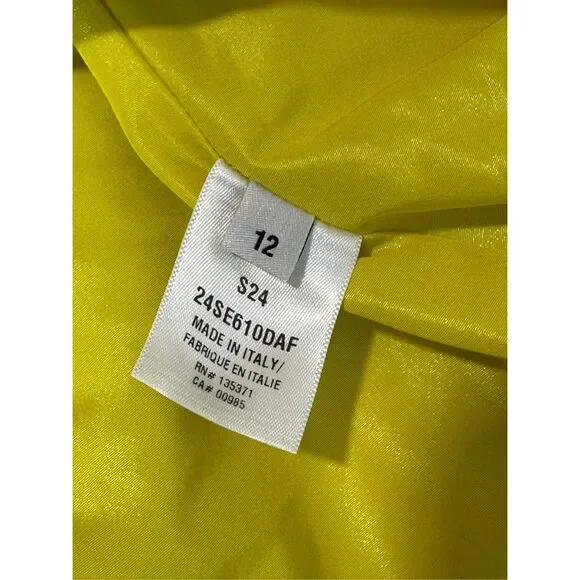 12
S24
24SE610DAF
MADE IN ITALY/
FABRIQUE EN ITALIE
RN# 135371
CA# 00985